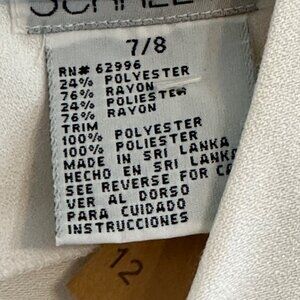 7/8
RN# 62996
24% POLYESTER
76% RAYON
24% POLIESTER
76% RAYON
TRIM
100% POLYESTER
100% POLIESTER
MADE IN SRI LANKA
HECHO EN SRI LANKA
SEE REVERSE FOR
VER AL DORSO
PARA CUIDADO
INSTRUCCIONES
12